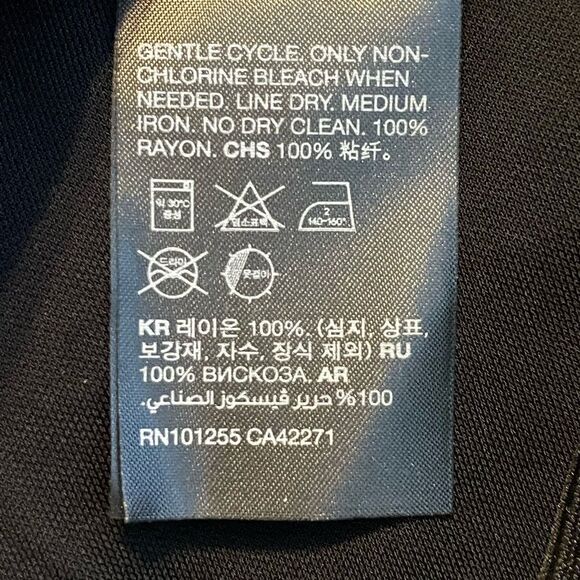 GENTLE CYCLE. ONLY NON-
CHLORINE BLEACH WHEN
NEEDED. LINE DRY. MEDIUM
IRON. NO DRY CLEAN. 100%
RAYON. CHS 100% 粘纤。
약 30°C
중성
염소표백
2
140~160°
드라이
옷걸이
KR 레이온 100%. (심지, 상표,
보강재, 자수, 장식 제외) RU
100% ВИСКОЗА. AR
100% حرير ڤيسكوز الصناعي.
RN101255 CA42271